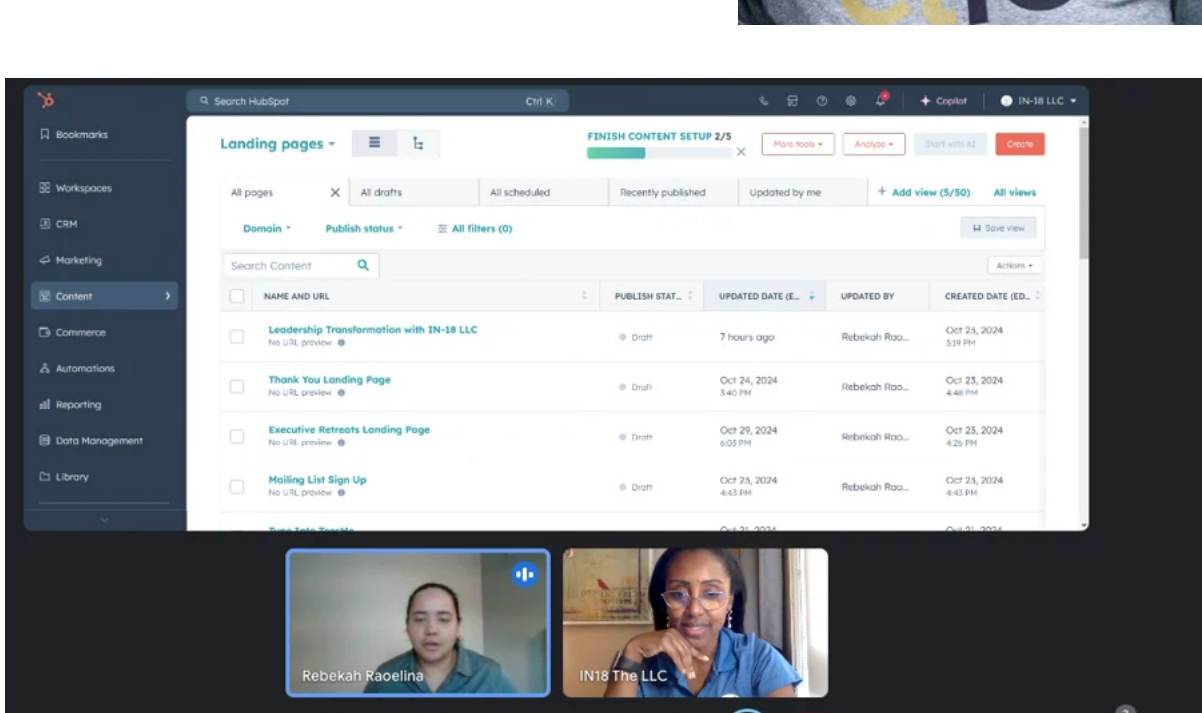 Search HubSpot
Ctrl K
Copilot
IN-18 LLC
Bookmarks
Workspaces
CRM
Marketing
Content
Commerce
Automations
Reporting
Data Management
Library
Landing pages
FINISH CONTENT SETUP 2/5
More tools
Analyze
Start with AI
Create
All pages
All drafts
All scheduled
Recently published
Updated by me
+ Add view (5/50)
All views
Domain
Publish status
All filters (0)
Save view
Search Content
Actions
NAME AND URL
PUBLISH STAT...
UPDATED DATE (E...
UPDATED BY
CREATED DATE (ED...
Leadership Transformation with IN-18 LLC
No URL preview
Draft
7 hours ago
Rebekah Rao...
Oct 23, 2024
3:19 PM
Thank You Landing Page
No URL preview
Draft
Oct 24, 2024
3:40 PM
Rebekah Rao...
Oct 23, 2024
4:48 PM
Executive Retreats Landing Page
No URL preview
Draft
Oct 29, 2024
6:03 PM
Rebekah Rao...
Oct 23, 2024
4:26 PM
Mailing List Sign Up
No URL preview
Draft
Oct 23, 2024
4:43 PM
Rebekah Rao...
Oct 23, 2024
4:43 PM
Rebekah Raoelina
IN18 The LLC